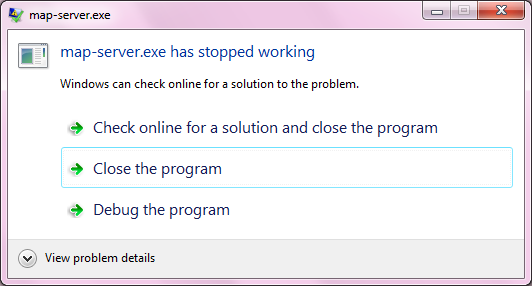 map-server.exe
map-server.exe has stopped working
Windows can check online for a solution to the problem.
Check online for a solution and close the program
Close the program
Debug the program
View problem details